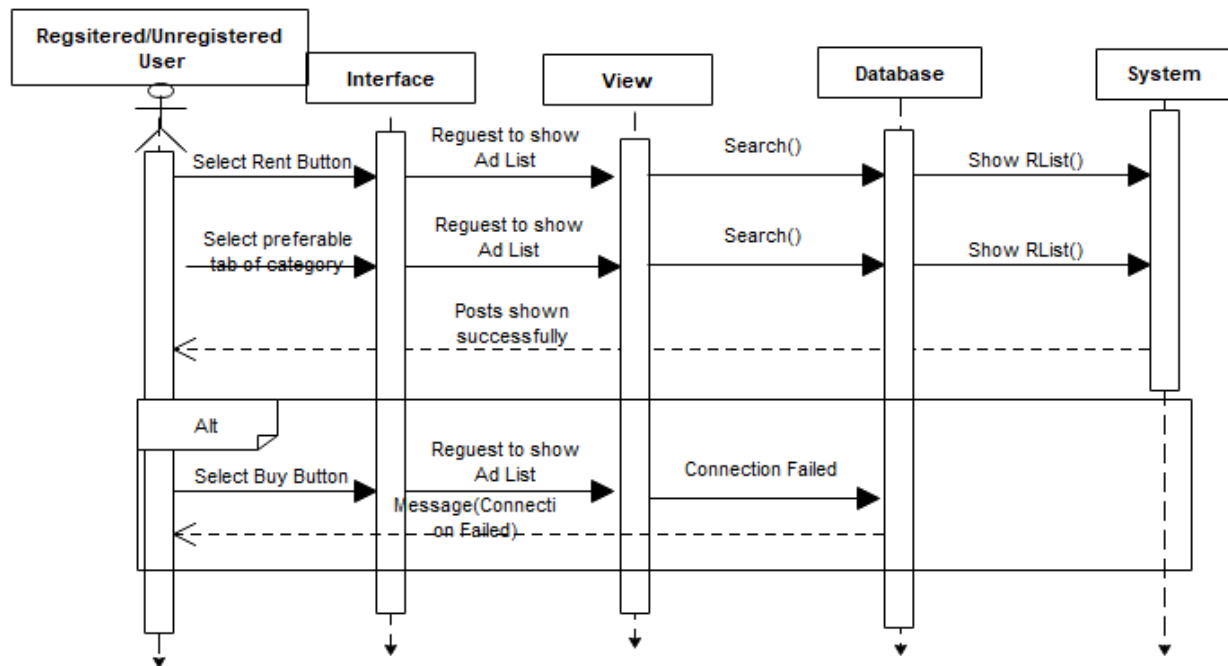 Regsitered/Unregistered
User
Interface
View
Database
System
Select Rent Button
Reguest to show
Ad List
Search()
Show RList()
Select preferable
tab of category
Reguest to show
Ad List
Search()
Show RList()
Posts shown
successfully
Alt
Select Buy Button
Reguest to show
Ad List
Connection Failed
Message(Connecti
on Failed)